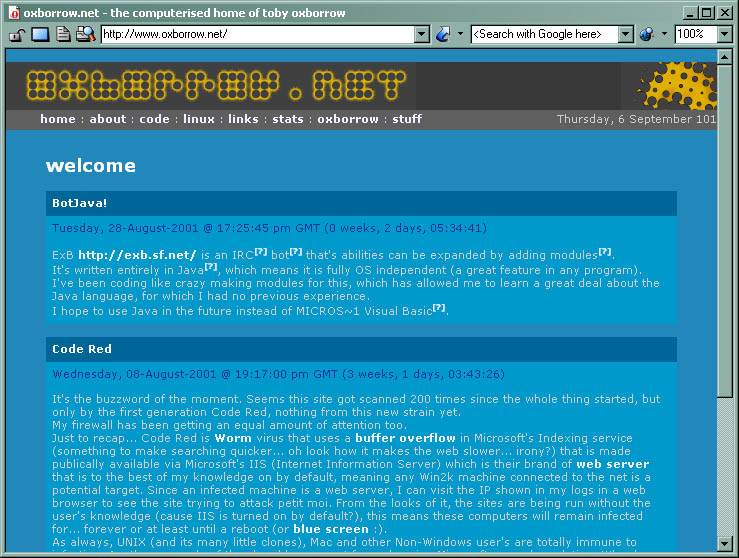 oxborrow.net - the computerised home of toby oxborrow
http://www.oxborrow.net/ <Search with Google here> 100%
oxborrow.net
home : about : code : linux : links : stats : oxborrow : stuff Thursday, 6 September 101
welcome
BotJava!
Tuesday, 28-August-2001 @ 17:25:45 pm GMT (0 weeks, 2 days, 05:34:41)
ExB http://exb.sf.net/ is an IRC[?] bot[?] that's abilities can be expanded by adding modules[?].
It's written entirely in Java[?], which means it is fully OS independent (a great feature in any program).
I've been coding like crazy making modules for this, which has allowed me to learn a great deal about the
Java language, for which I had no previous experience.
I hope to use Java in the future instead of MICROS~1 Visual Basic[?].
Code Red
Wednesday, 08-August-2001 @ 19:17:00 pm GMT (3 weeks, 1 days, 03:43:26)
It's the buzzword of the moment. Seems this site got scanned 200 times since the whole thing started, but
only by the first generation Code Red, nothing from this new strain yet.
My firewall has been getting an equal amount of attention too.
Just to recap... Code Red is Worm virus that uses a buffer overflow in Microsoft's Indexing service
(something to make searching quicker... oh look how it makes the web slower... irony?) that is made
publically available via Microsoft's IIS (Internet Information Server) which is their brand of web server
that is to the best of my knowledge on by default, meaning any Win2k machine connected to the net is a
potential target. Since an infected machine is a web server, I can visit the IP shown in my logs in a web
browser to see the site trying to attack petit moi. From the looks of it, the sites are being run without the
user's knowledge (cause IIS is turned on by default?), this means these computers will remain infected
for... forever or at least until a reboot (or blue screen :).
As always, UNIX (and its many little clones), Mac and other Non-Windows user's are totally immune to